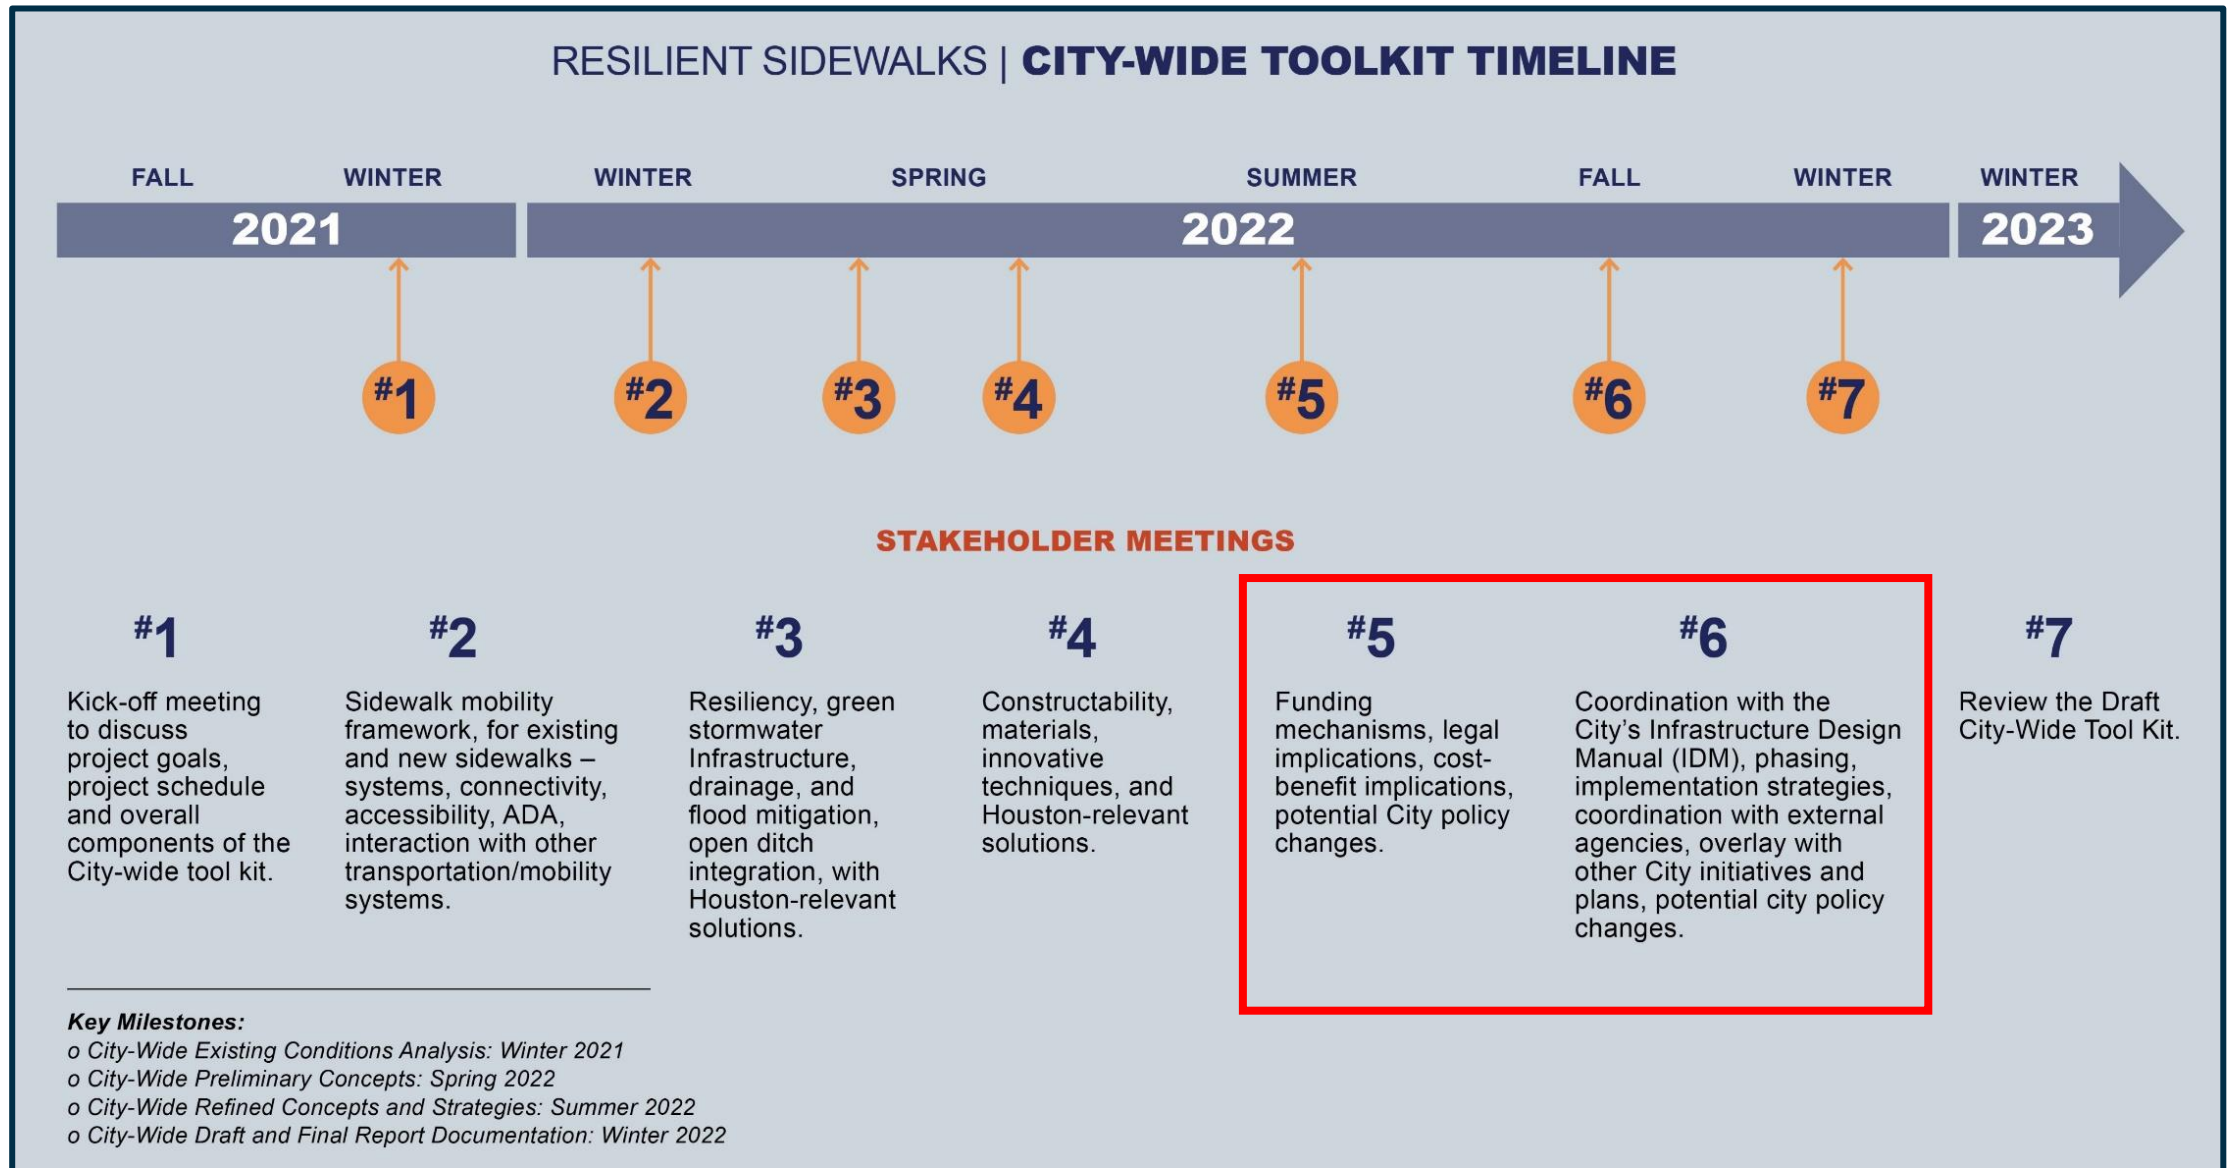 RESILIENT SIDEWALKS | CITY-WIDE TOOLKIT TIMELINE
FALL WINTER WINTER SPRING SUMMER FALL WINTER WINTER
2021 2022 2023
#1 #2 #3 #4 #5 #6 #7
STAKEHOLDER MEETINGS
#1
Kick-off meeting
to discuss
project goals,
project schedule
and overall
components of the
City-wide tool kit.
#2
Sidewalk mobility
framework, for existing
and new sidewalks –
systems, connectivity,
accessibility, ADA,
interaction with other
transportation/mobility
systems.
#3
Resiliency, green
stormwater
Infrastructure,
drainage, and
flood mitigation,
open ditch
integration, with
Houston-relevant
solutions.
#4
Constructability,
materials,
innovative
techniques, and
Houston-relevant
solutions.
#5
Funding
mechanisms, legal
implications, cost-
benefit implications,
potential City policy
changes.
#6
Coordination with the
City's Infrastructure Design
Manual (IDM), phasing,
implementation strategies,
coordination with external
agencies, overlay with
other City initiatives and
plans, potential city policy
changes.
#7
Review the Draft
City-Wide Tool Kit.
Key Milestones:
o City-Wide Existing Conditions Analysis: Winter 2021
o City-Wide Preliminary Concepts: Spring 2022
o City-Wide Refined Concepts and Strategies: Summer 2022
o City-Wide Draft and Final Report Documentation: Winter 2022